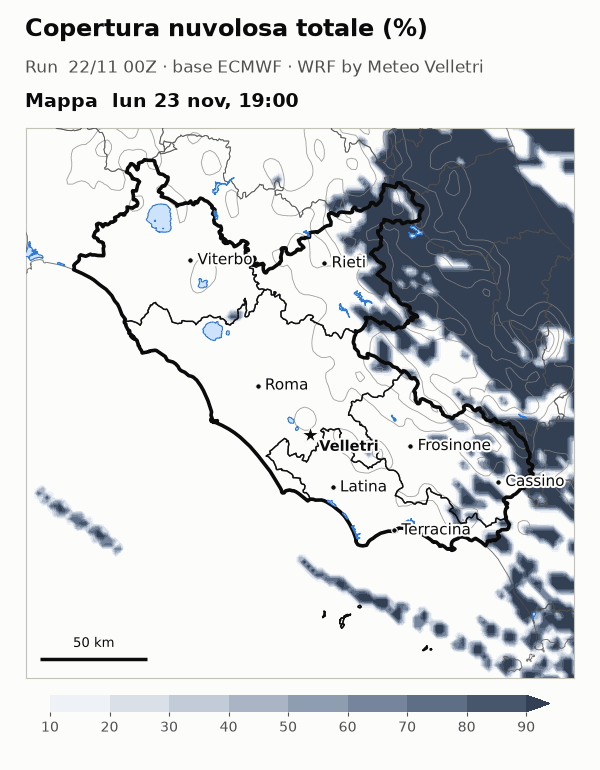 Copertura nuvolosa totale (%)
Run  22/11 00Z · base ECMWF · WRF by Meteo Velletri
Mappa  lun 23 nov, 19:00
Viterbo
Rieti
Roma
Velletri
Frosinone
Cassino
Latina
Terracina
50 km
10 20 30 40 50 60 70 80 90